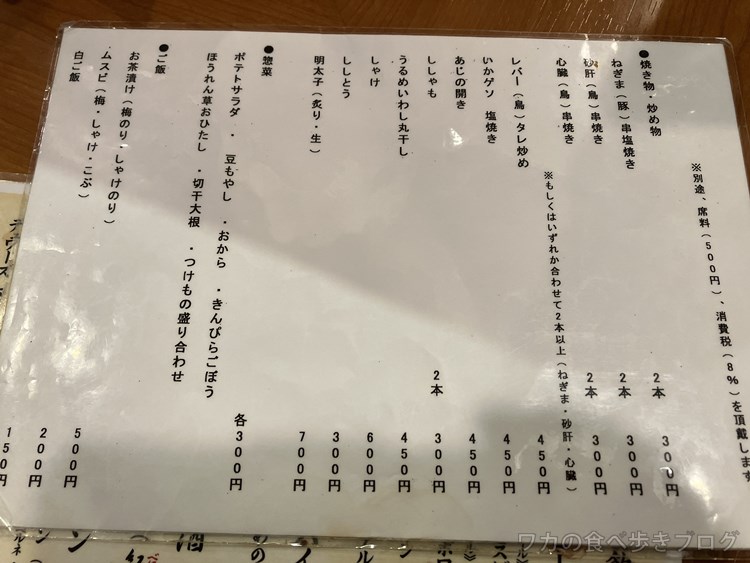 ※別途、席料(500円)、消費税(8%)を頂戴します
●焼き物・炒め物
ねぎま(豚)串塩焼き 2本 300円
砂肝(鳥)串焼き 2本 300円
心臓(鳥)串焼き 2本 300円
※もしくはいずれか合わせて2本以上(ねぎま・砂肝・心臓)
レバー(鳥)タレ炒め 450円
いかゲソ 塩焼き 450円
あじの開き 450円
ししゃも 2本 300円
うるめいわし丸干し 450円
しゃけ 600円
ししとう 300円
明太子(炙り・生) 700円
●惣菜
ポテトサラダ ・ 豆もやし ・おから ・きんぴらごぼう 各300円
ほうれん草おひたし ・切干大根 ・つけもの盛り合わせ
●ご飯
お茶漬け(梅のり・しゃけのり) 500円
ムスビ(梅・しゃけ・こぶ) 200円
白ご飯 150円
酒
ワカの食べ歩きブログ